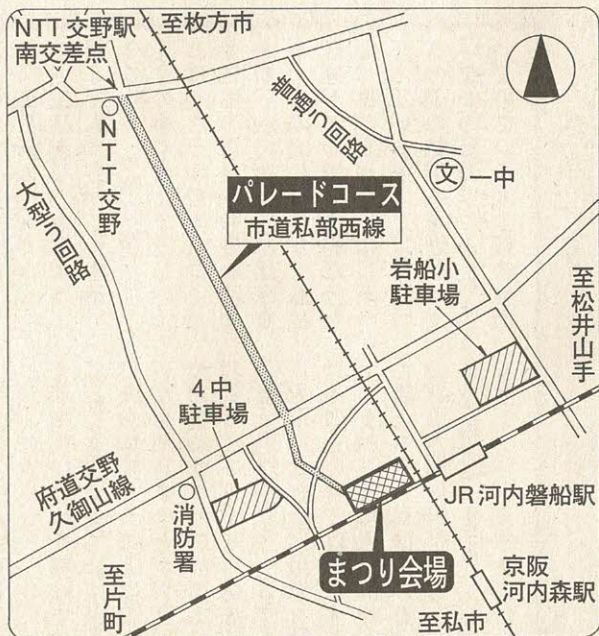 NTT交野駅
南交差点
至枚方市
NTT交野
普通う回路
文 一中
大型う回路
パレードコース
市道私部西線
岩船小
駐車場
至松井山手
4中
駐車場
府道交野
久御山線
消防署
JR河内磐船駅
まつり会場
京阪
河内森駅
至片町
至私市